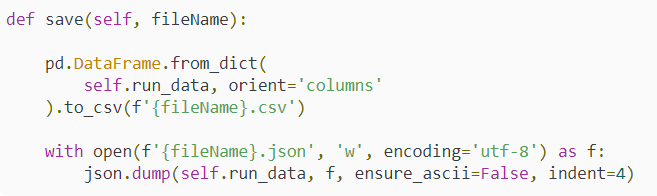 def save(self, fileName):
pd.DataFrame.from_dict(
self.run_data, orient='columns'
).to_csv(f'{fileName}.csv')
with open(f'{fileName}.json', 'w', encoding='utf-8') as f:
json.dump(self.run_data, f, ensure_ascii=False, indent=4)